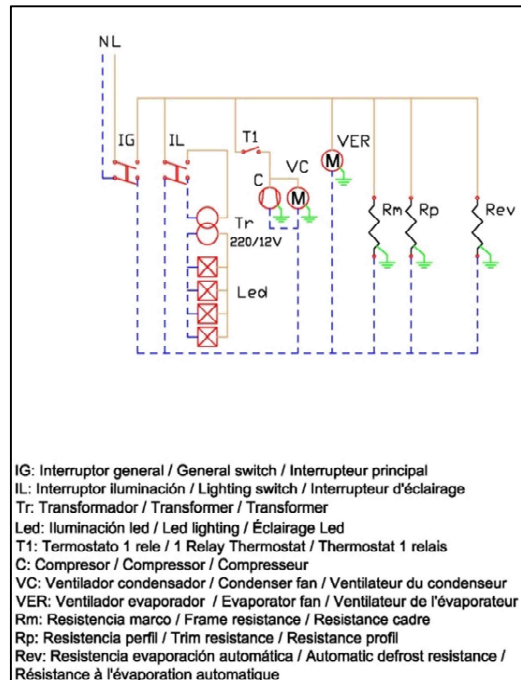 NL
IG
IL
T1
VER
M
VC
C
M
Tr
220/12V
Led
Rm
Rp
Rev
IG: Interruptor general / General switch / Interrupteur principal
IL: Interruptor iluminación / Lighting switch / Interrupteur d'éclairage
Tr: Transformador / Transformer / Transformer
Led: Iluminación led / Led lighting / Éclairage Led
T1: Termostato 1 rele / 1 Relay Thermostat / Thermostat 1 relais
C: Compresor / Compressor / Compresseur
VC: Ventilador condensador / Condenser fan / Ventilateur du condenseur
VER: Ventilador evaporador / Evaporator fan / Ventilateur de l'évaporateur
Rm: Resistencia marco / Frame resistance / Resistance cadre
Rp: Resistencia perfil / Trim resistance / Resistance profil
Rev: Resistencia evaporación automática / Automatic defrost resistance /
Résistance à l'évaporation automatique